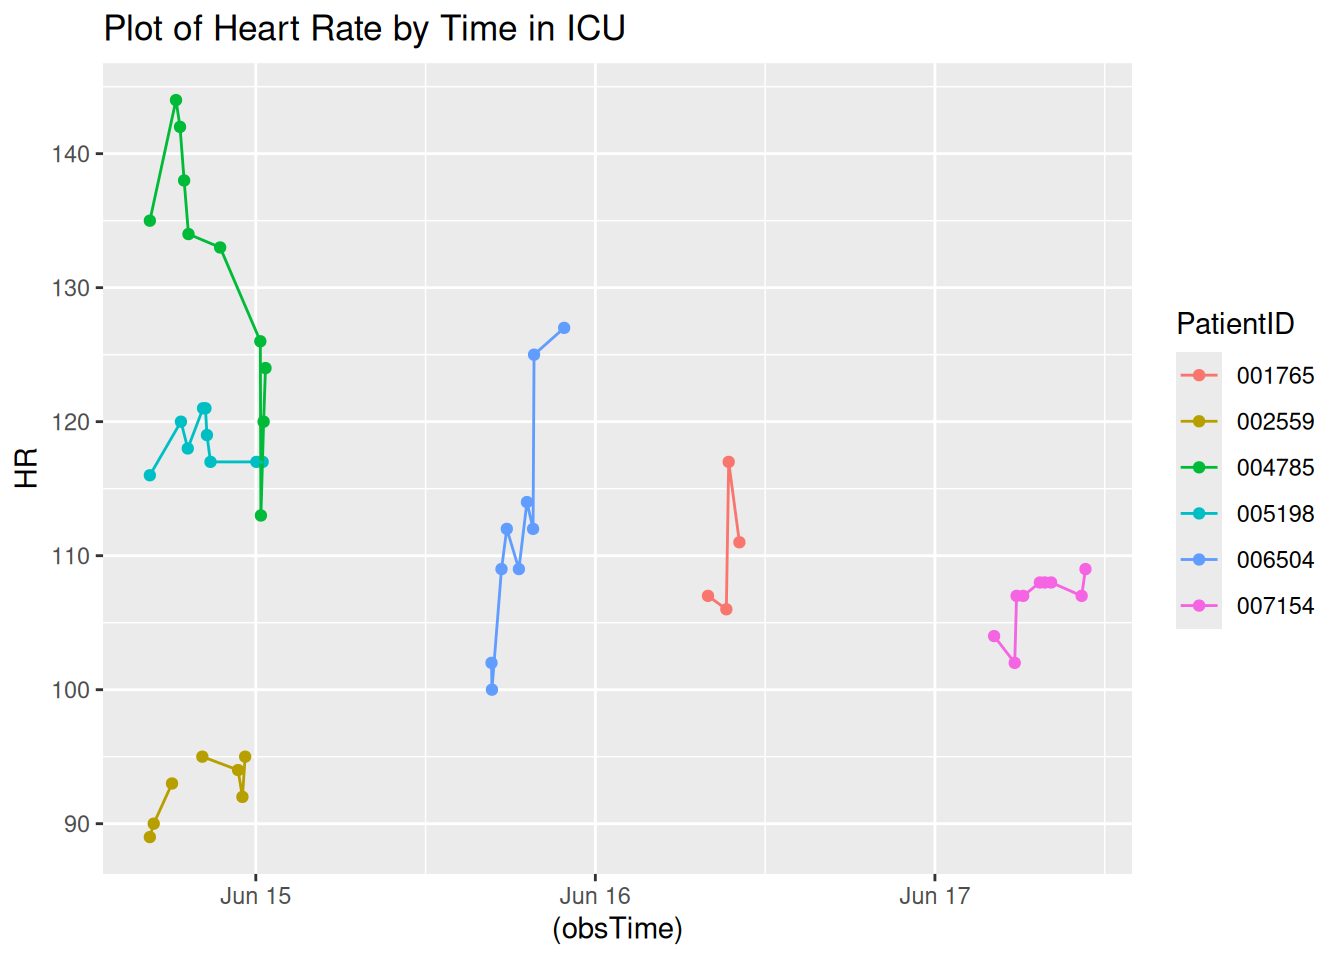 Plot of Heart Rate by Time in ICU
HR
140
130
120
110
100
90
Jun 15
Jun 16
Jun 17
(obsTime)
PatientID
001765
002559
004785
005198
006504
007154